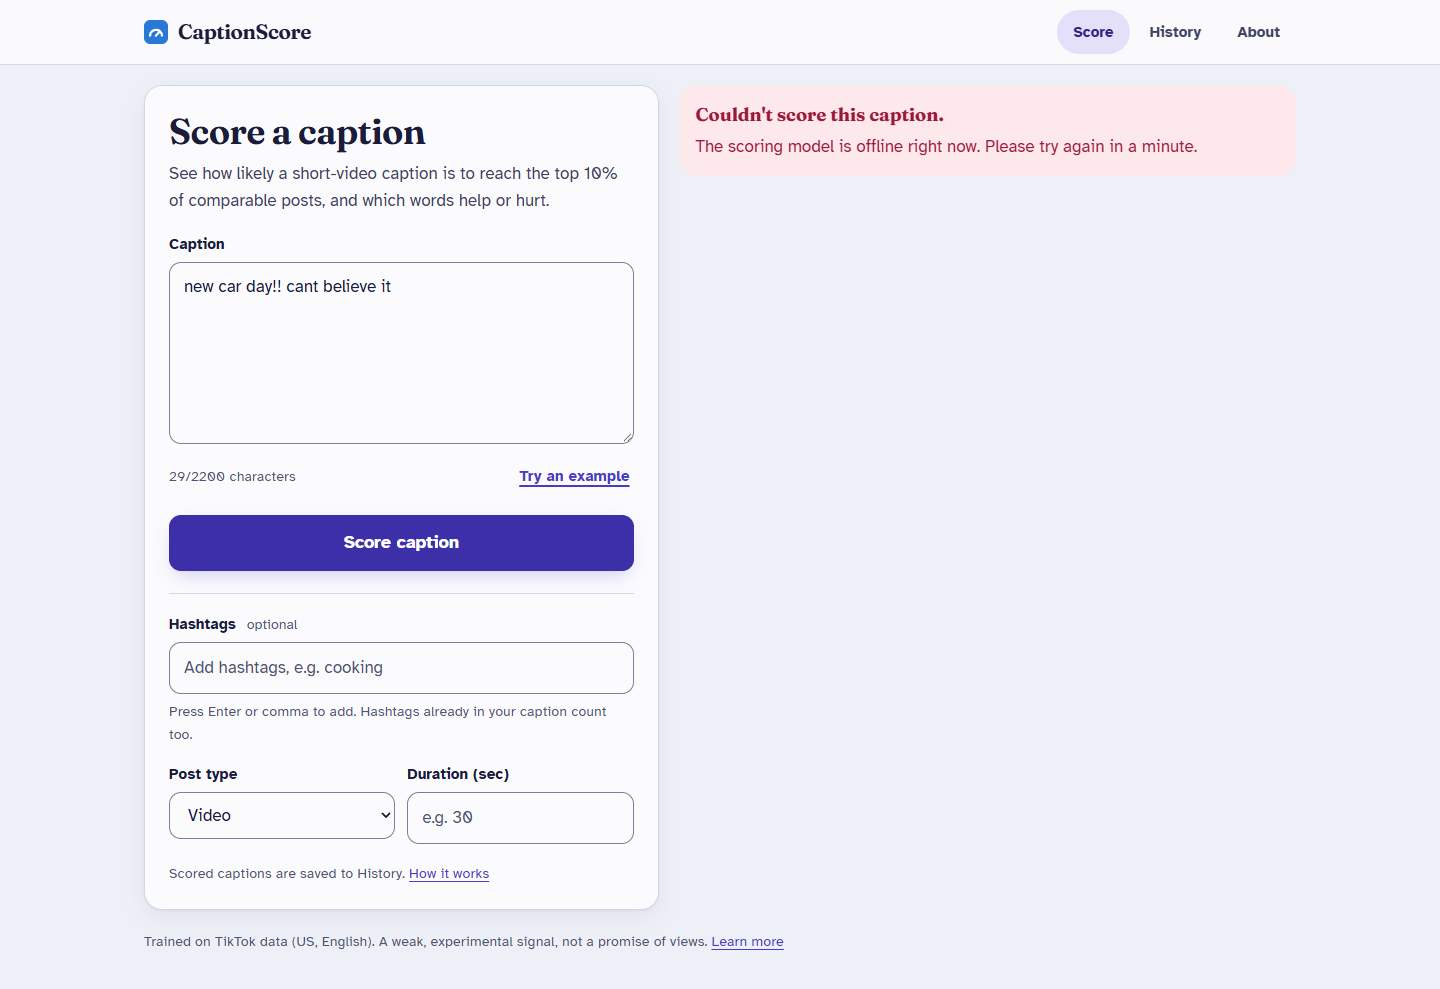 CaptionScore
Score
History
About
Score a caption
See how likely a short-video caption is to reach the top 10%
of comparable posts, and which words help or hurt.
Caption
new car day!! cant believe it
29/2200 characters
Try an example
Score caption
Hashtags optional
Add hashtags, e.g. cooking
Press Enter or comma to add. Hashtags already in your caption count
too.
Post type
Duration (sec)
Video
e.g. 30
Scored captions are saved to History. How it works
Couldn't score this caption.
The scoring model is offline right now. Please try again in a minute.
Trained on TikTok data (US, English). A weak, experimental signal, not a promise of views. Learn more